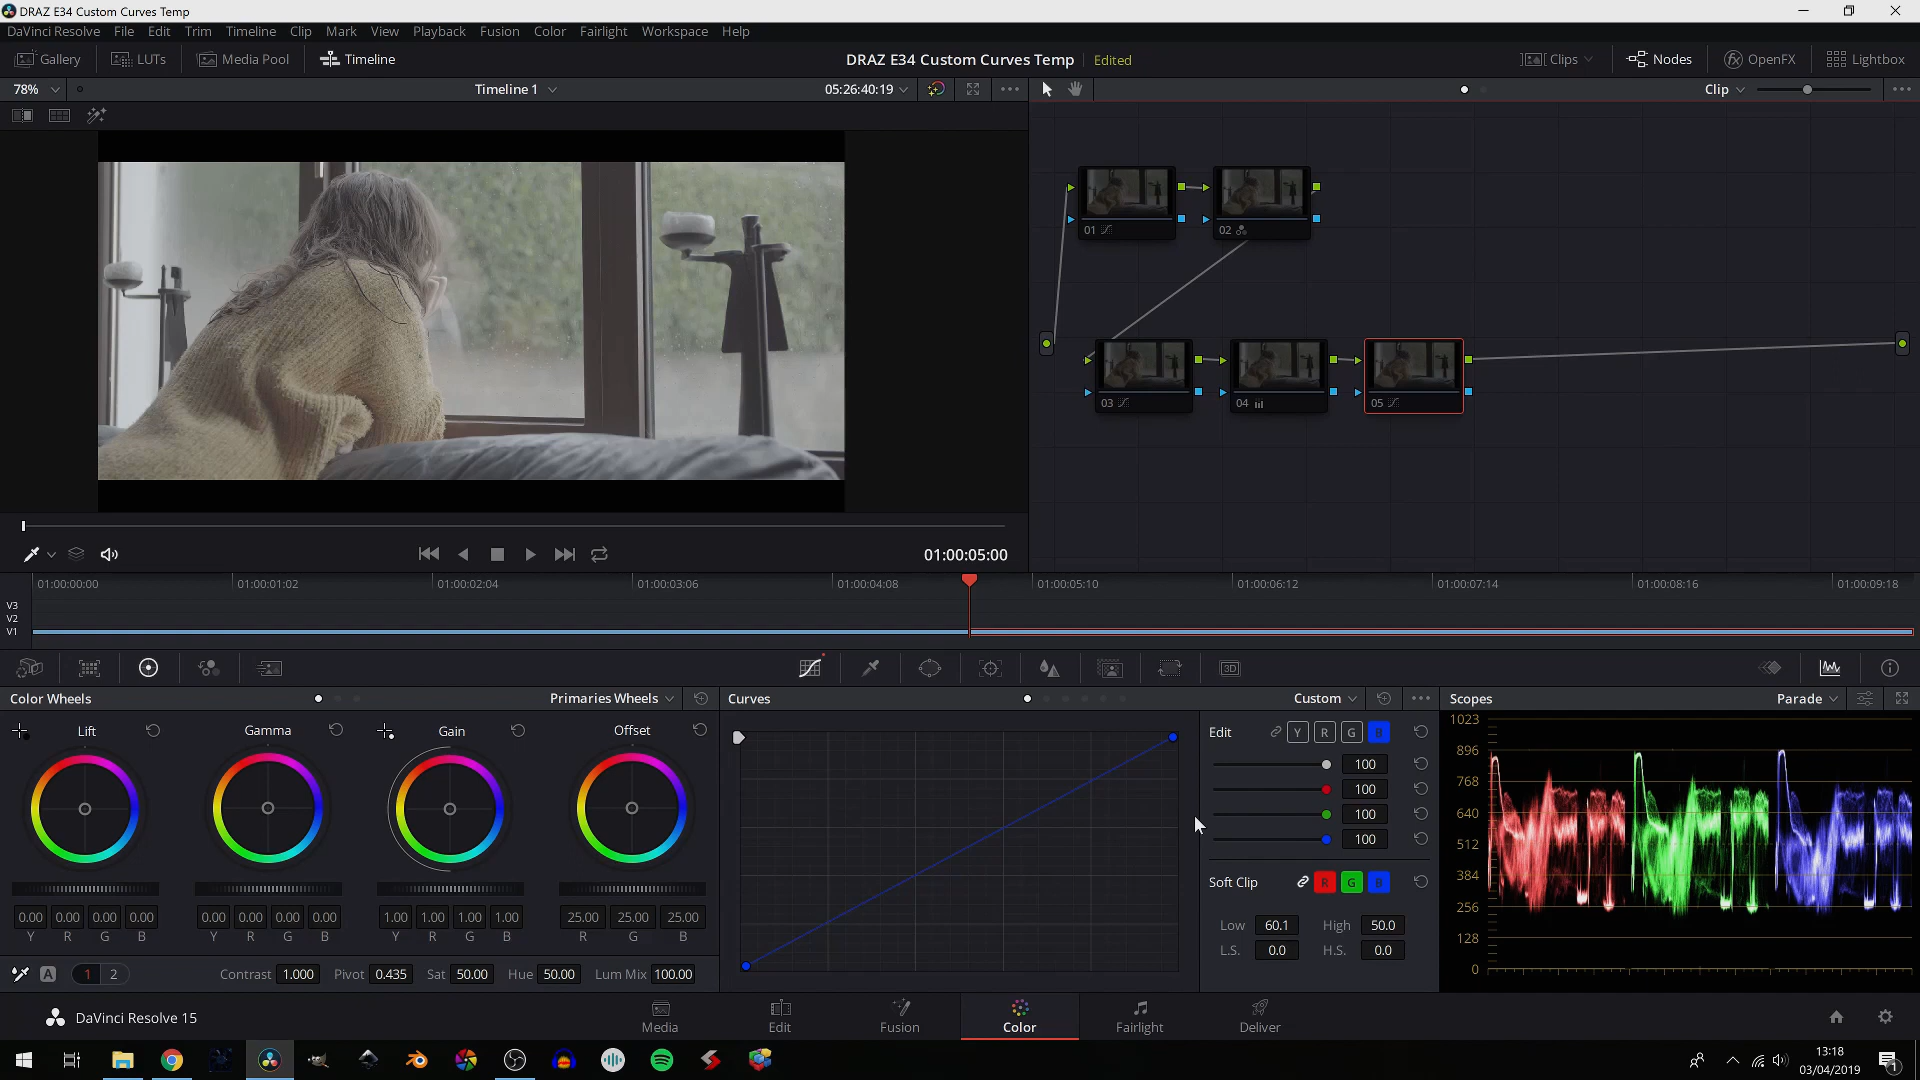 DRAZ E34 Custom Curves Temp
DaVinci Resolve File Edit Trim Timeline Clip Mark View Playback Fusion Color Fairlight Workspace Help
Gallery LUTs Media Pool Timeline DRAZ E34 Custom Curves Temp Edited Clips Nodes OpenFX Lightbox
78% Timeline 1 05:26:40:19 Clip
01 02
03 04 05
01:00:05:00
01:00:00:00 01:00:01:02 01:00:02:04 01:00:03:06 01:00:04:08 01:00:05:10 01:00:06:12 01:00:07:14 01:00:08:16 01:00:09:18
V3
V2
V1
3D
Color Wheels Primaries Wheels Curves Custom Scopes Parade
Lift Gamma Gain Offset
Edit Y R G B
100
100
100
100
Soft Clip R G B
Low 60.1 High 50.0
L.S. 0.0 H.S. 0.0
1023
896
768
640
512
384
256
128
0
0.00 0.00 0.00 0.00 0.00 0.00 0.00 0.00 1.00 1.00 1.00 1.00 25.00 25.00 25.00
Y R G B Y R G B Y R G B R G B
A 1 2 Contrast 1.000 Pivot 0.435 Sat 50.00 Hue 50.00 Lum Mix 100.00
DaVinci Resolve 15 Media Edit Fusion Color Fairlight Deliver
13:18
03/04/2019
1